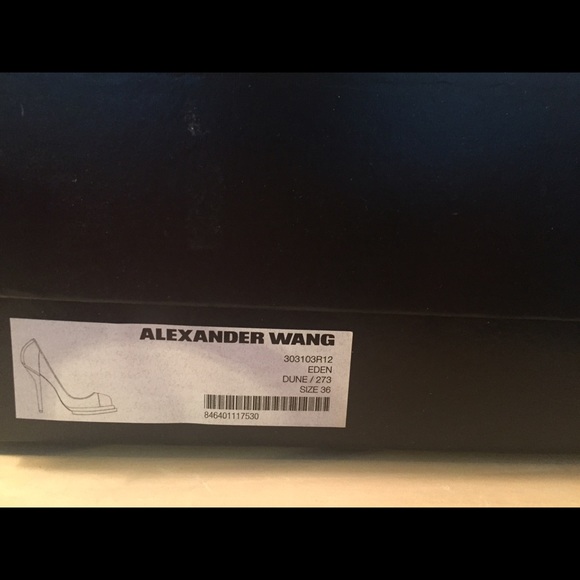 ALEXANDER WANG
303103R12
EDEN
DUNE / 273
SIZE 36
846401117530